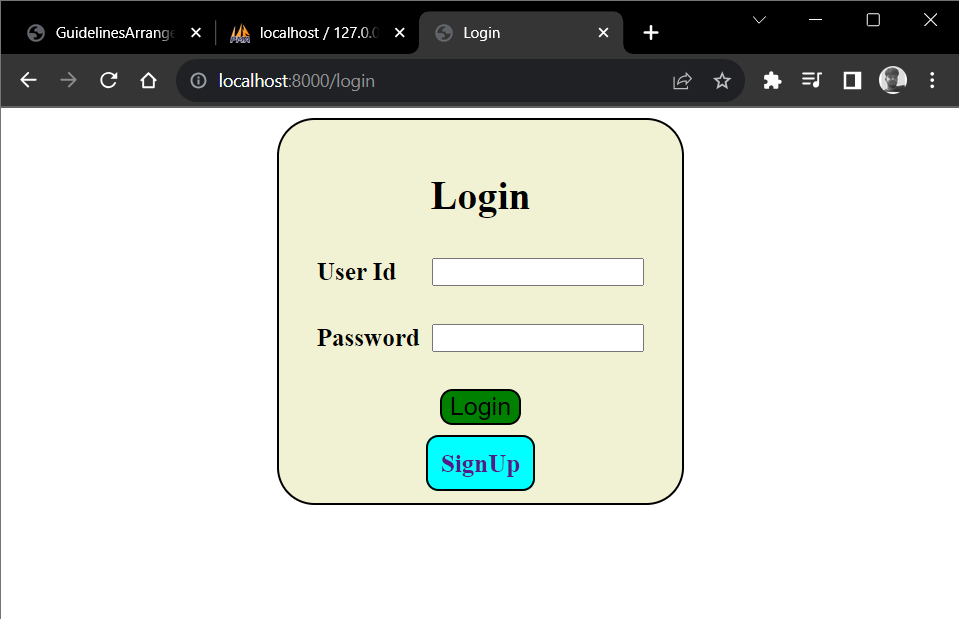 GuidelinesArrange
localhost / 127.0.0
Login
localhost:8000/login
Login
User Id
Password
Login
SignUp